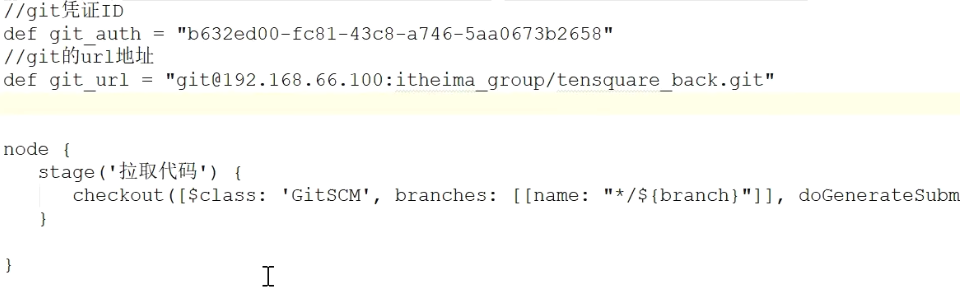 //git凭证ID
def git_auth = "b632ed00-fc81-43c8-a746-5aa0673b2658"
//git的url地址
def git_url = "git@192.168.66.100:itheima_group/tensquare_back.git"
node {
stage('拉取代码') {
checkout([$class: 'GitSCM', branches: [[name: "*/${branch}"]], doGenerateSubm
}
}